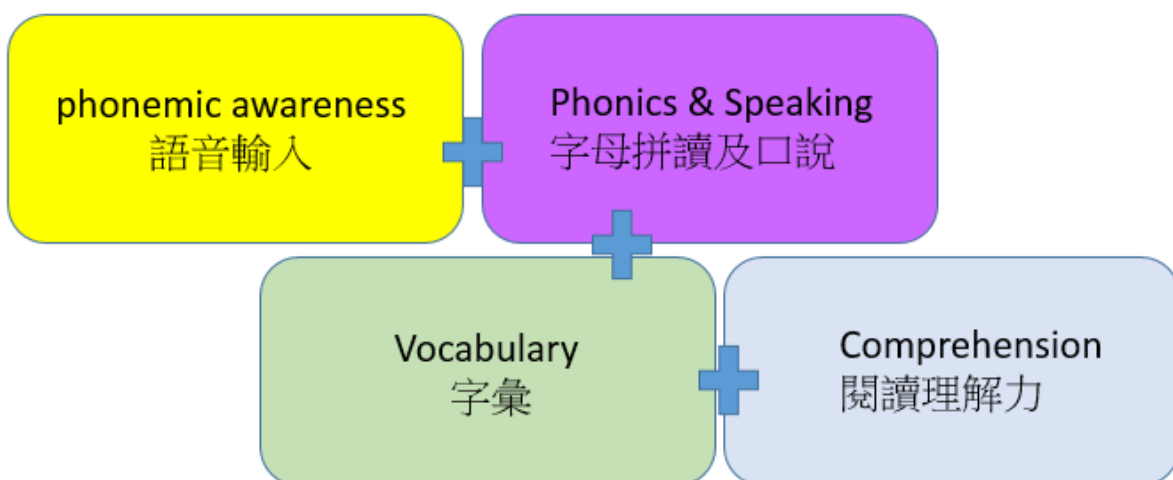 phonemic awareness
語音輸入
Phonics & Speaking
字母拼讀及口說
Vocabulary
字彙
Comprehension
閱讀理解力